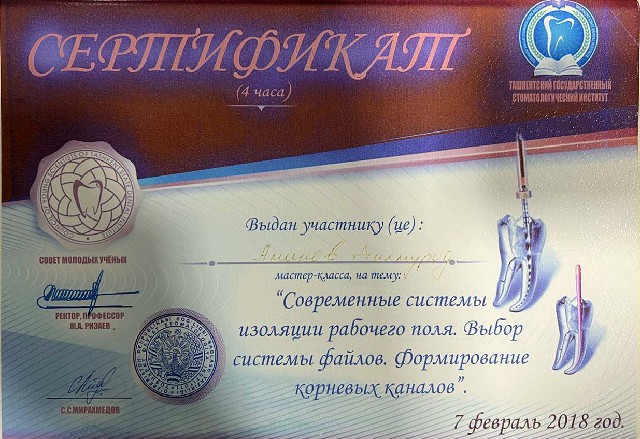 СЕРТИФИКАТ
(4 часа)
ТАШКЕНТСКИЙ ГОСУДАРСТВЕННЫЙ
СТОМАТОЛОГИЧЕСКИЙ ИНСТИТУТ
СОВЕТ МОЛОДЫХ УЧЁНЫХ
РЕКТОР, ПРОФЕССОР
Ж.А. РИЗАЕВ
С.С.МИРАХМЕДОВ
Выдан участнику (це) :
мастер-класса, на тему:
“Современные системы
изоляции рабочего поля. Выбор
системы файлов. Формирование
корневых каналов”.
7 февраль 2018 год.